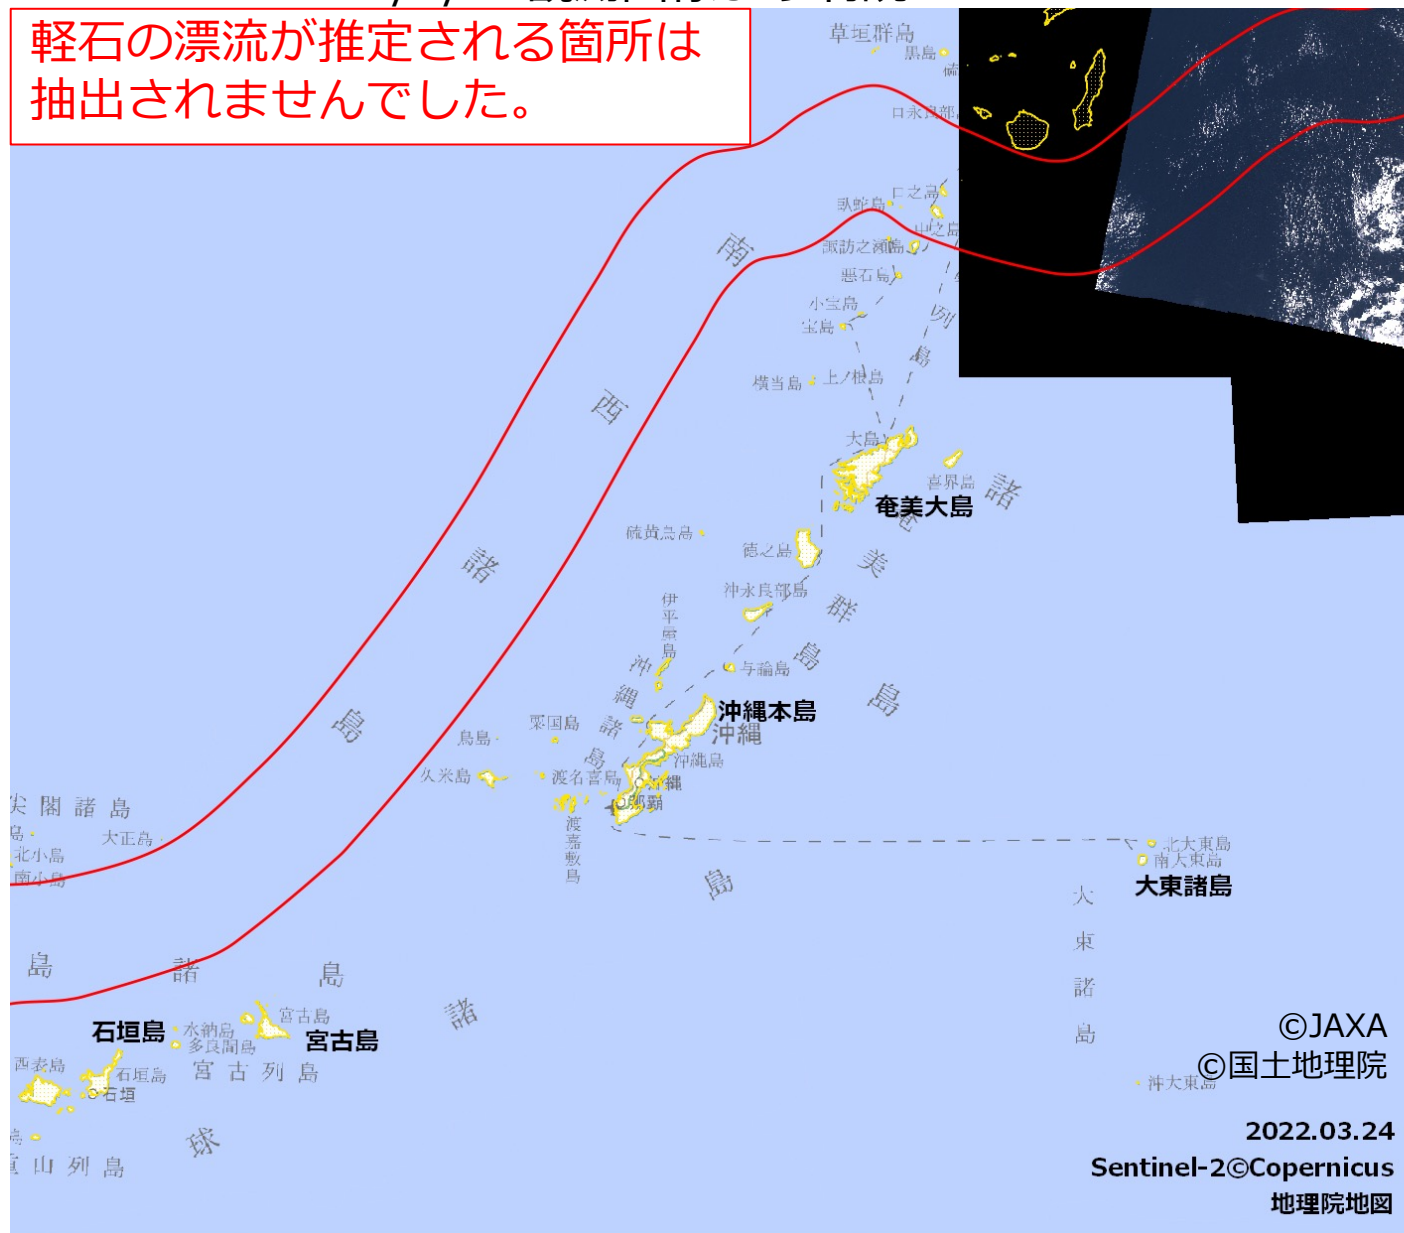 軽石の漂流が推定される箇所は
抽出されませんでした。
草垣群島
黒島
口永良部
口之島
臥蛇島
中之島
諏訪之瀬島
悪石島
小宝島
宝島
列
島
横当島
上ノ根島
南
西
諸
島
大島
喜界島
諸
奄美大島
奄
美
群
島
島
硫黄鳥島
徳之島
沖永良部島
伊平屋島
与論島
沖
縄
諸
島
沖縄本島
沖縄
粟国島
鳥島
沖縄島
久米島
渡名喜島
沖縄
那覇
渡嘉敷島
尖閣諸島
島
大正島
北小島
南小島
北大東島
南大東島
大東諸島
島
大
東
諸
島
島
諸
島
諸
石垣島
水納島
宮古島
宮古島
多良間島
西表島
石垣島
宮古列島
石垣
©JAXA
©国土地理院
沖大東島
球
山列島
2022.03.24
Sentinel-2©Copernicus
地理院地図